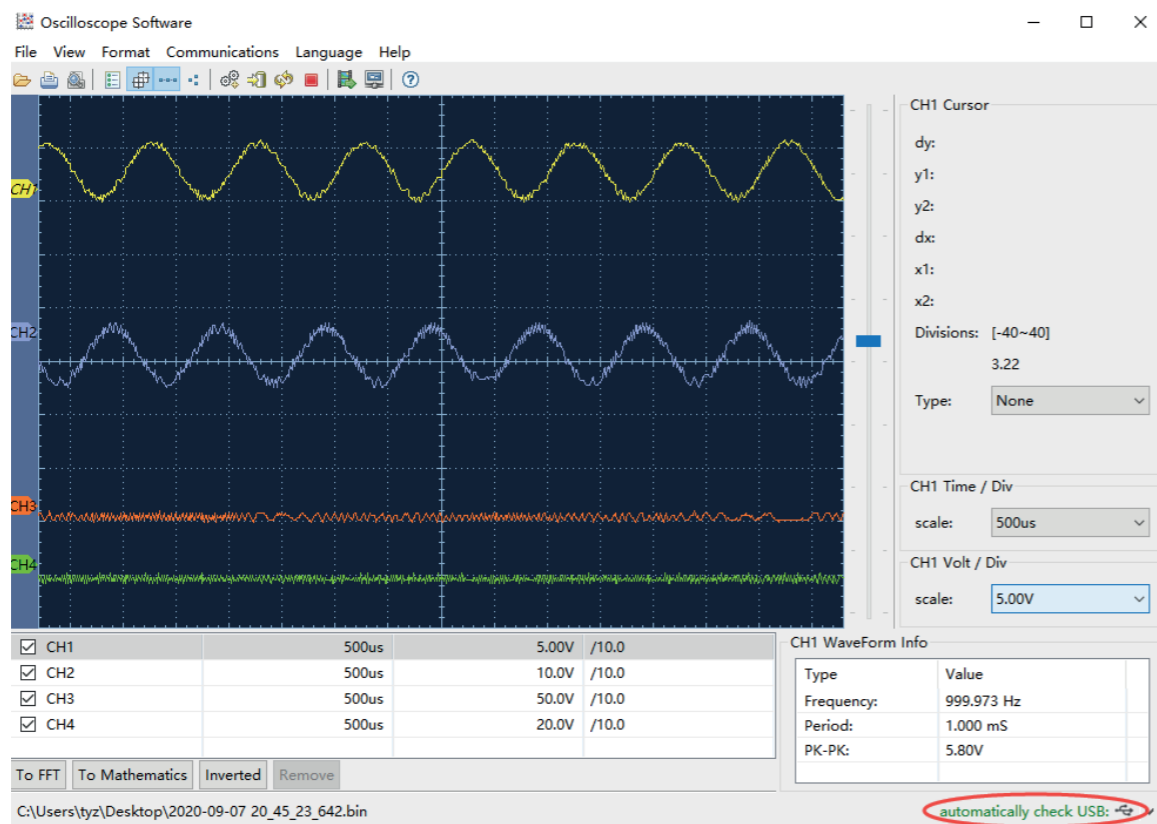 Oscilloscope Software
File View Format Communications Language Help
CH1 Cursor
dy:
y1:
y2:
dx:
x1:
x2:
Divisions: [-40~40]
3.22
Type: None
CH1 Time / Div
scale: 500us
CH1 Volt / Div
scale: 5.00V
CH1
CH2
CH3
CH4
CH1 500us 5.00V /10.0
CH2 500us 10.0V /10.0
CH3 500us 50.0V /10.0
CH4 500us 20.0V /10.0
To FFT To Mathematics Inverted Remove
CH1 WaveForm Info
Type Value
Frequency: 999.973 Hz
Period: 1.000 mS
PK-PK: 5.80V
C:\Users\tyz\Desktop\2020-09-07 20_45_23_642.bin
automatically check USB: